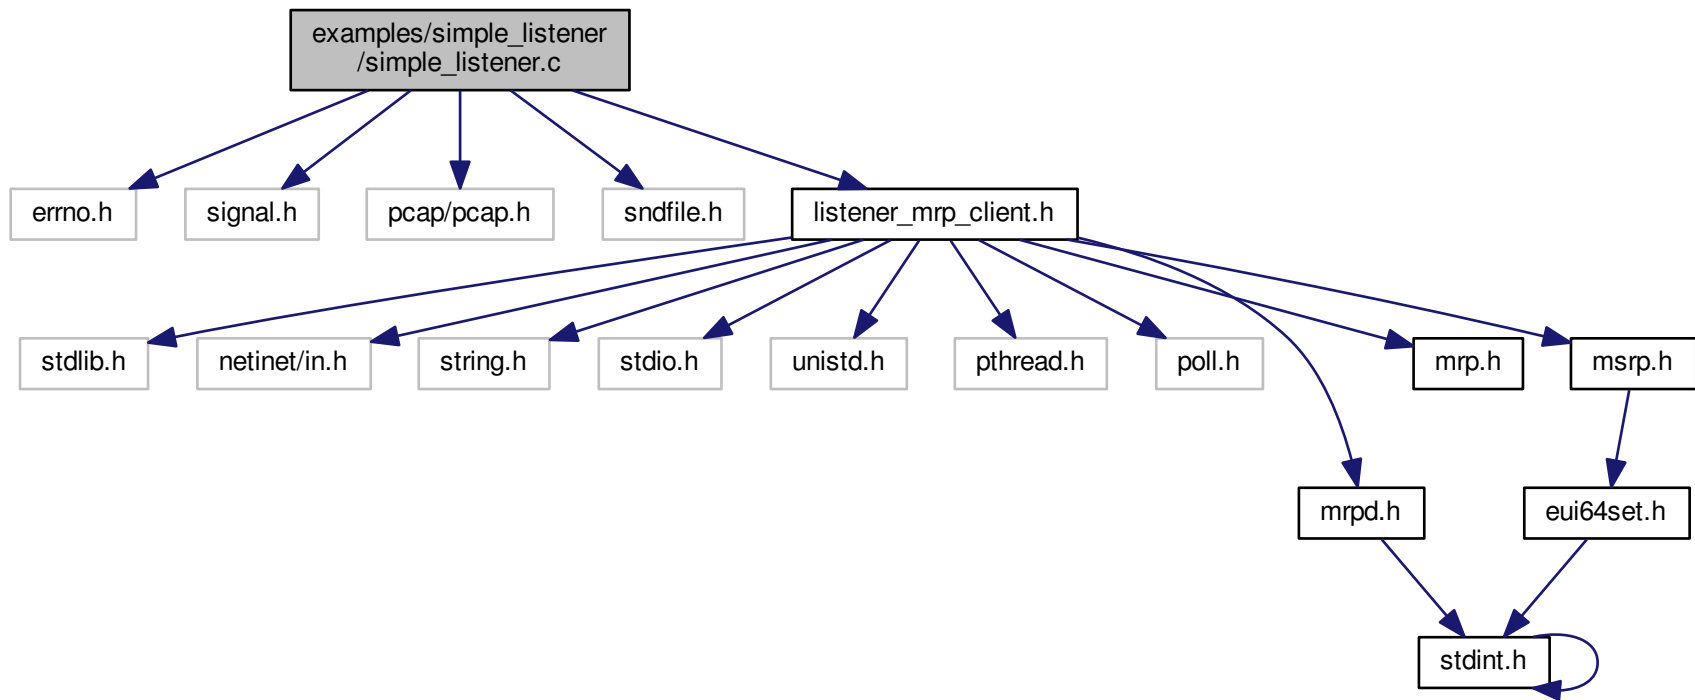 examples/simple_listener
/simple_listener.c
errno.h
signal.h
pcap/pcap.h
sndfile.h
listener_mrp_client.h
stdlib.h
netinet/in.h
string.h
stdio.h
unistd.h
pthread.h
poll.h
mrp.h
msrp.h
mrpd.h
eui64set.h
stdint.h